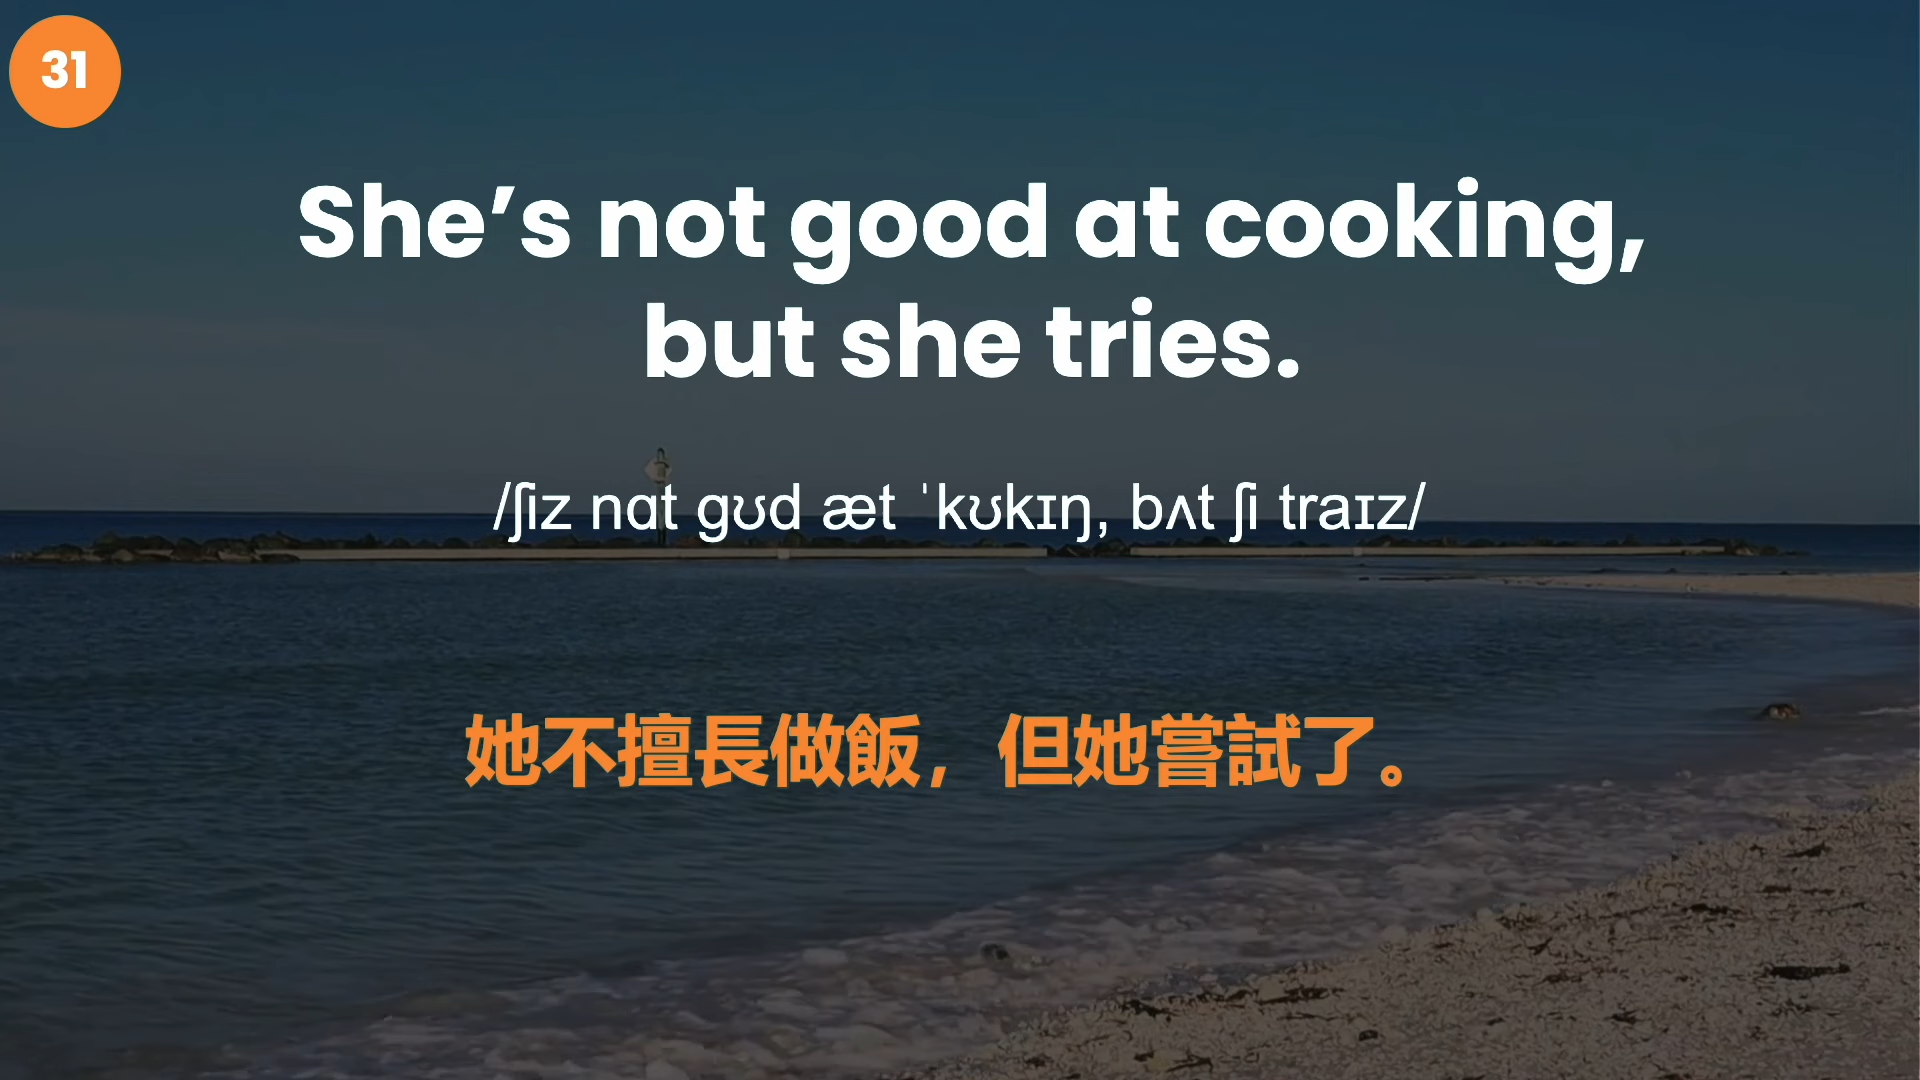 31
She’s not good at cooking,
but she tries.
/ʃiz nɑt ɡʊd æt ˈkʊkɪŋ, bʌt ʃi traɪz/
她不擅長做飯，但她嘗試了。